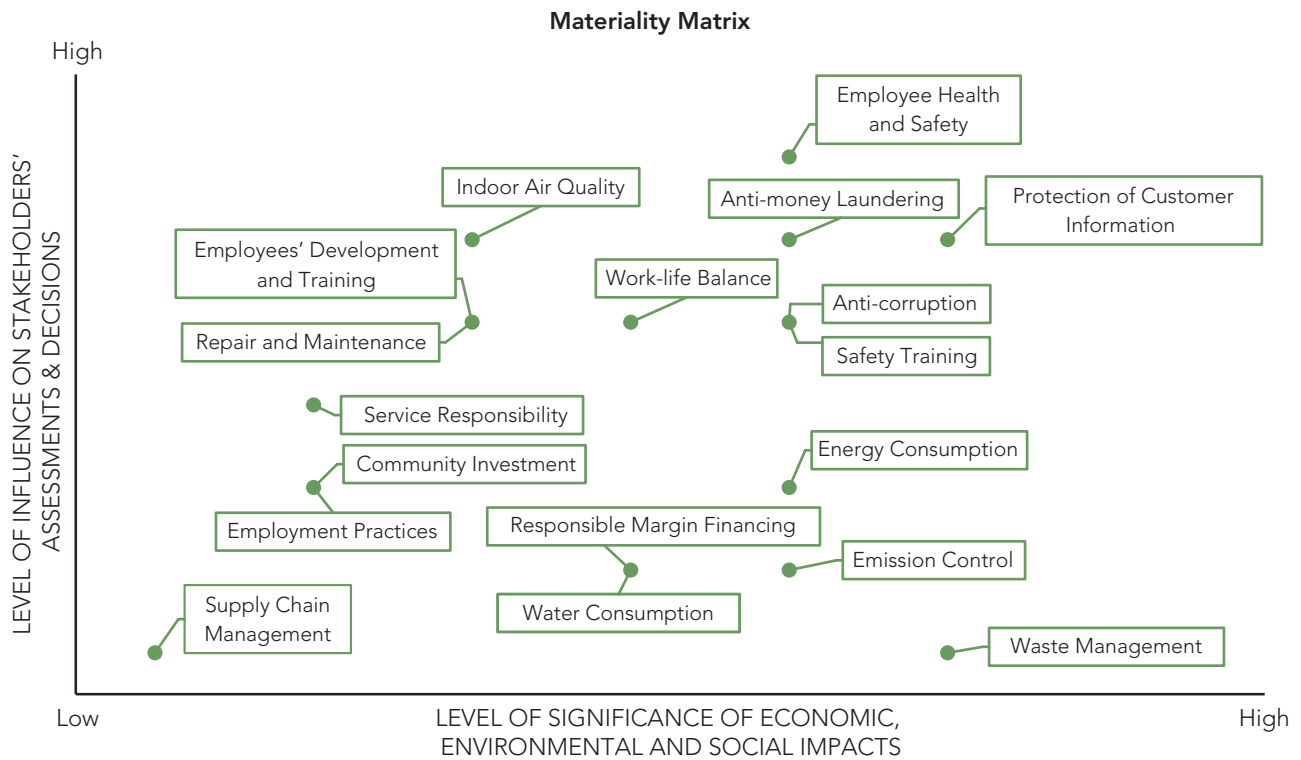 Materiality Matrix
High
Employee Health
and Safety
Indoor Air Quality
Anti-money Laundering
Protection of Customer
Information
Employees’ Development
and Training
Work-life Balance
Anti-corruption
Repair and Maintenance
Safety Training
Service Responsibility
Community Investment
Energy Consumption
Employment Practices
Responsible Margin Financing
Emission Control
Supply Chain
Management
Water Consumption
Waste Management
LEVEL OF INFLUENCE ON STAKEHOLDERS’
ASSESSMENTS & DECISIONS
Low
LEVEL OF SIGNIFICANCE OF ECONOMIC,
ENVIRONMENTAL AND SOCIAL IMPACTS
High